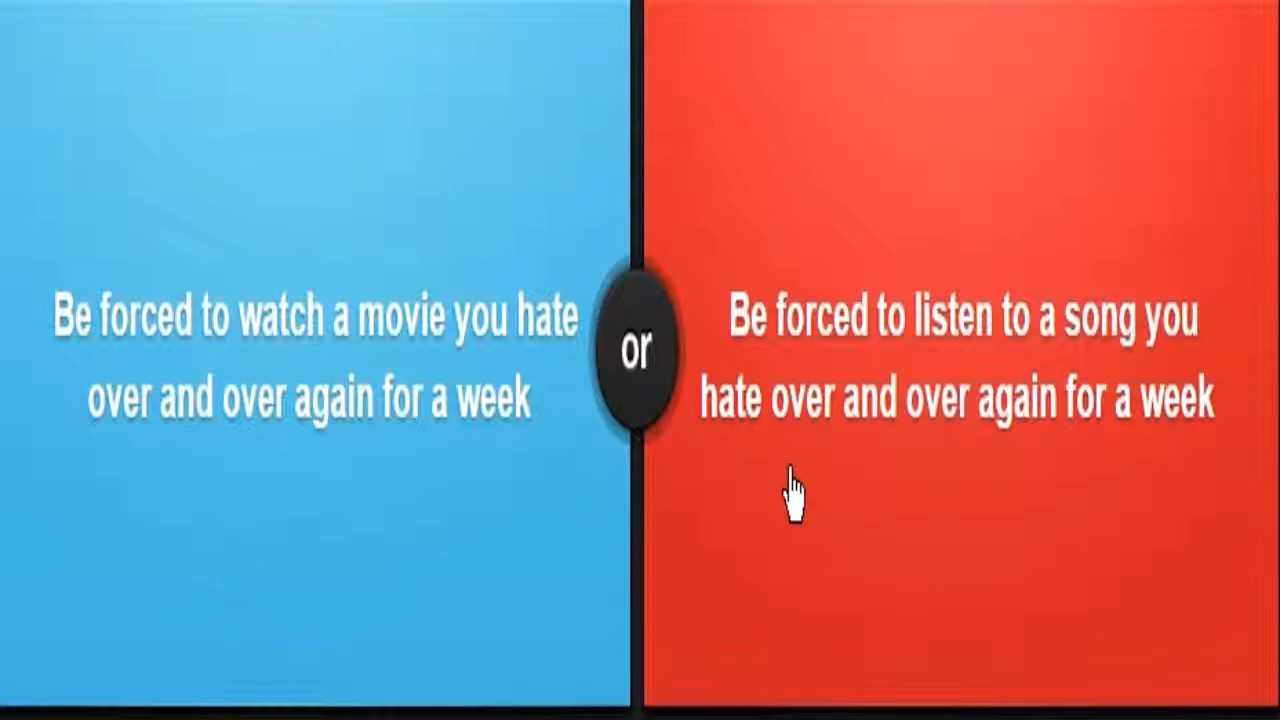 Be forced to watch a movie you hate
over and over again for a week
or
Be forced to listen to a song you
hate over and over again for a week